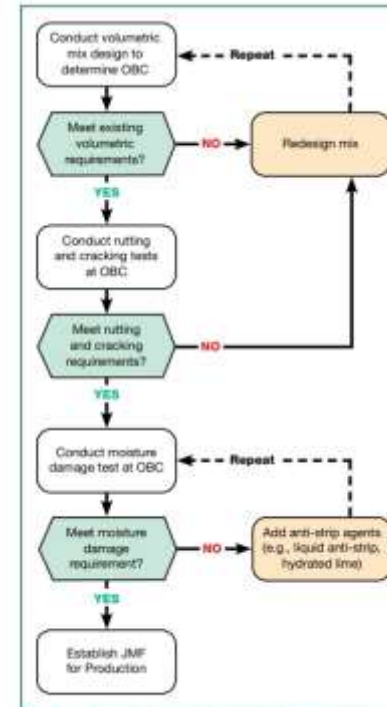 Conduct volumetric
mix design to
determine OBC
Repeat
Meet existing
volumetric
requirements?
NO
Redesign mix
YES
Conduct rutting
and cracking tests
at OBC
Meet rutting
and cracking
requirements?
NO
YES
Conduct moisture
damage test at OBC
Repeat
Meet moisture
damage
requirement?
NO
Add anti-strip agents
(e.g., liquid anti-strip,
hydrated lime)
YES
Establish JMF
for Production